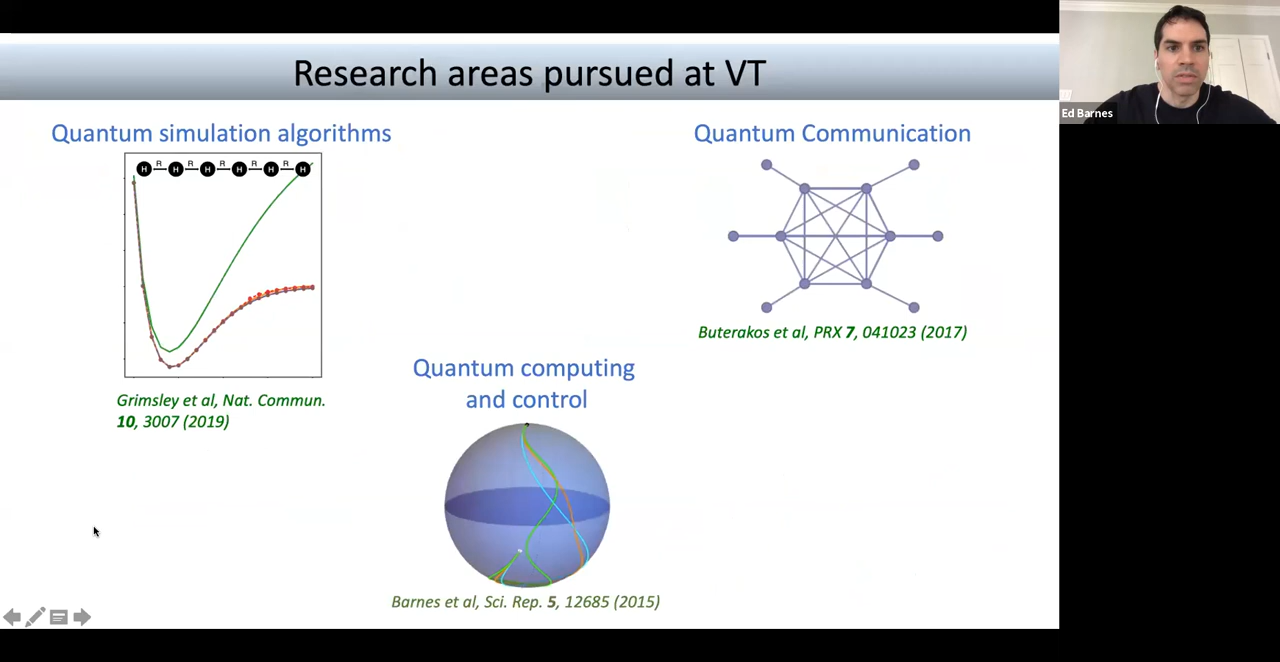 Research areas pursued at VT
Ed Barnes
Quantum simulation algorithms
H R H R H R H R H R H
Grimsley et al, Nat. Commun.
10, 3007 (2019)
Quantum Communication
Buterakos et al, PRX 7, 041023 (2017)
Quantum computing
and control
Barnes et al, Sci. Rep. 5, 12685 (2015)